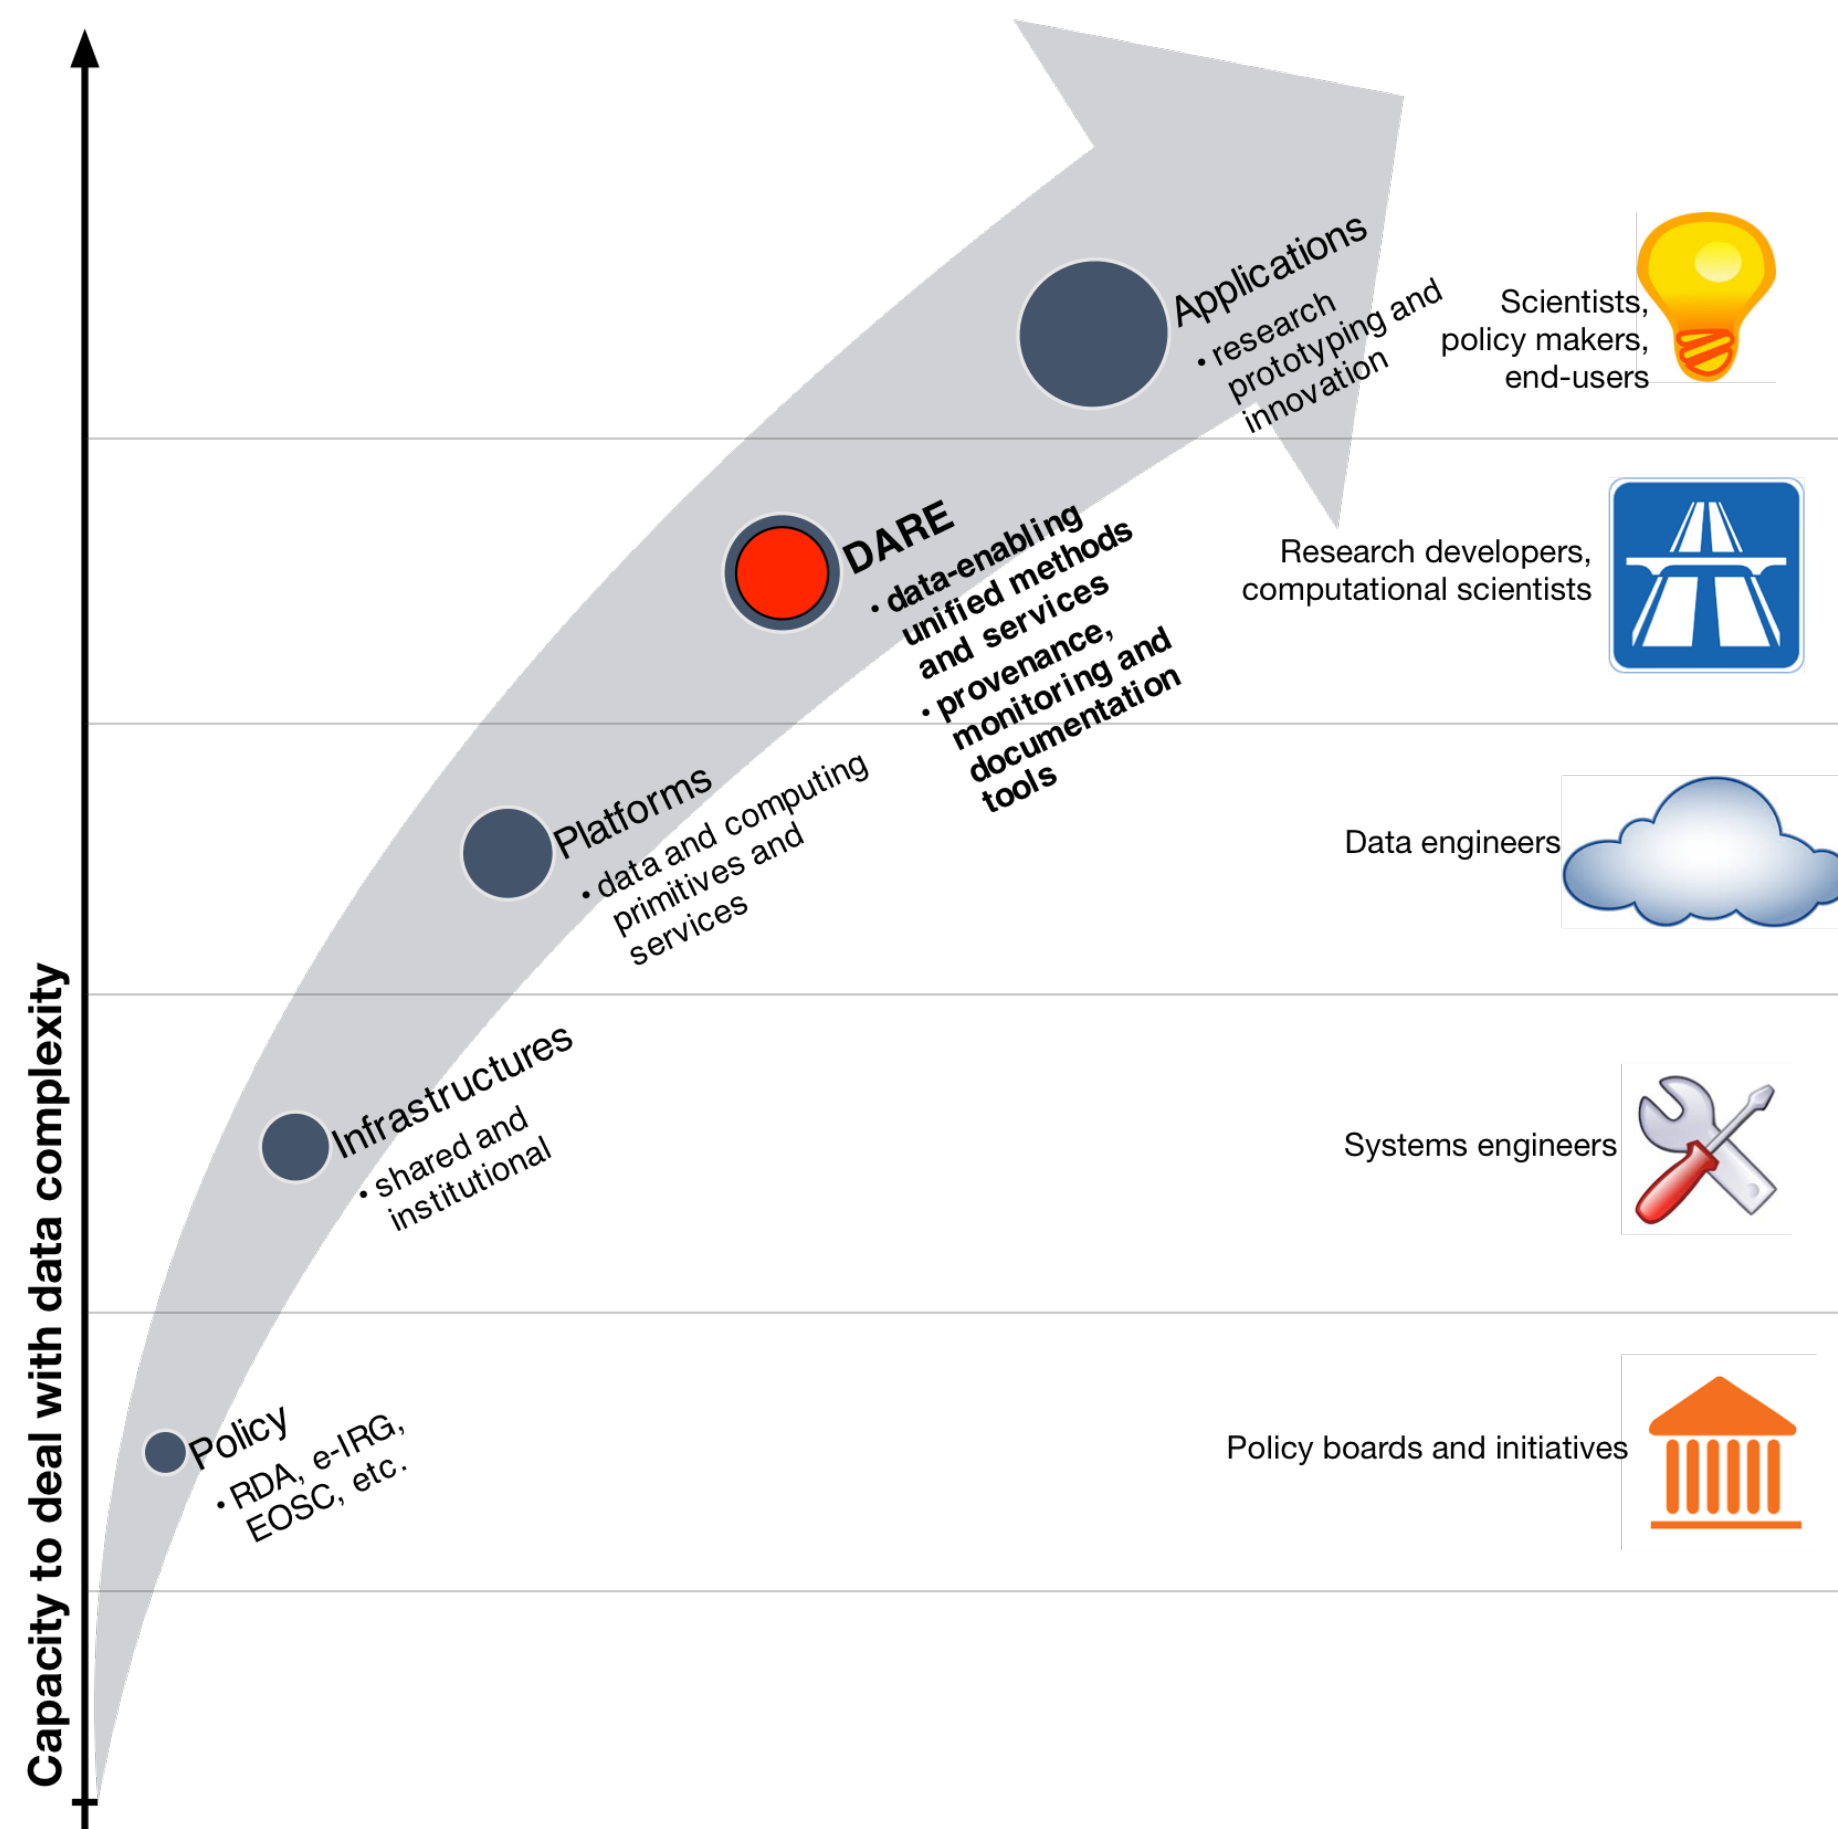 Capacity to deal with data complexity
Applications
• research
prototyping and
innovation
Scientists,
policy makers,
end-users
DARE
• data-enabling
unified methods
and services
• provenance,
monitoring and
documentation
tools
Research developers,
computational scientists
Platforms
• data and computing
primitives and
services
Data engineers
Infrastructures
• shared and
institutional
Systems engineers
Policy
• RDA, e-IRG,
EOSC, etc.
Policy boards and initiatives